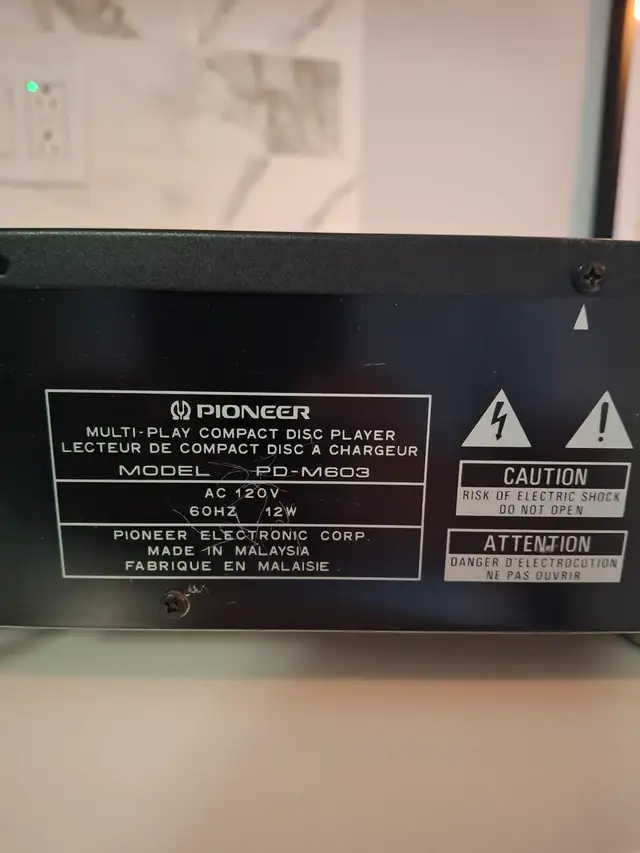 PIONEER
MULTI-PLAY COMPACT DISC PLAYER
LECTEUR DE COMPACT DISC À CHARGEUR
MODEL PD-M603
AC 120V
60HZ 12W
PIONEER ELECTRONIC CORP.
MADE IN MALAYSIA
FABRIQUE EN MALAISIE
CAUTION
RISK OF ELECTRIC SHOCK
DO NOT OPEN
ATTENTION
DANGER D'ELECTROCUTION
NE PAS OUVRIR